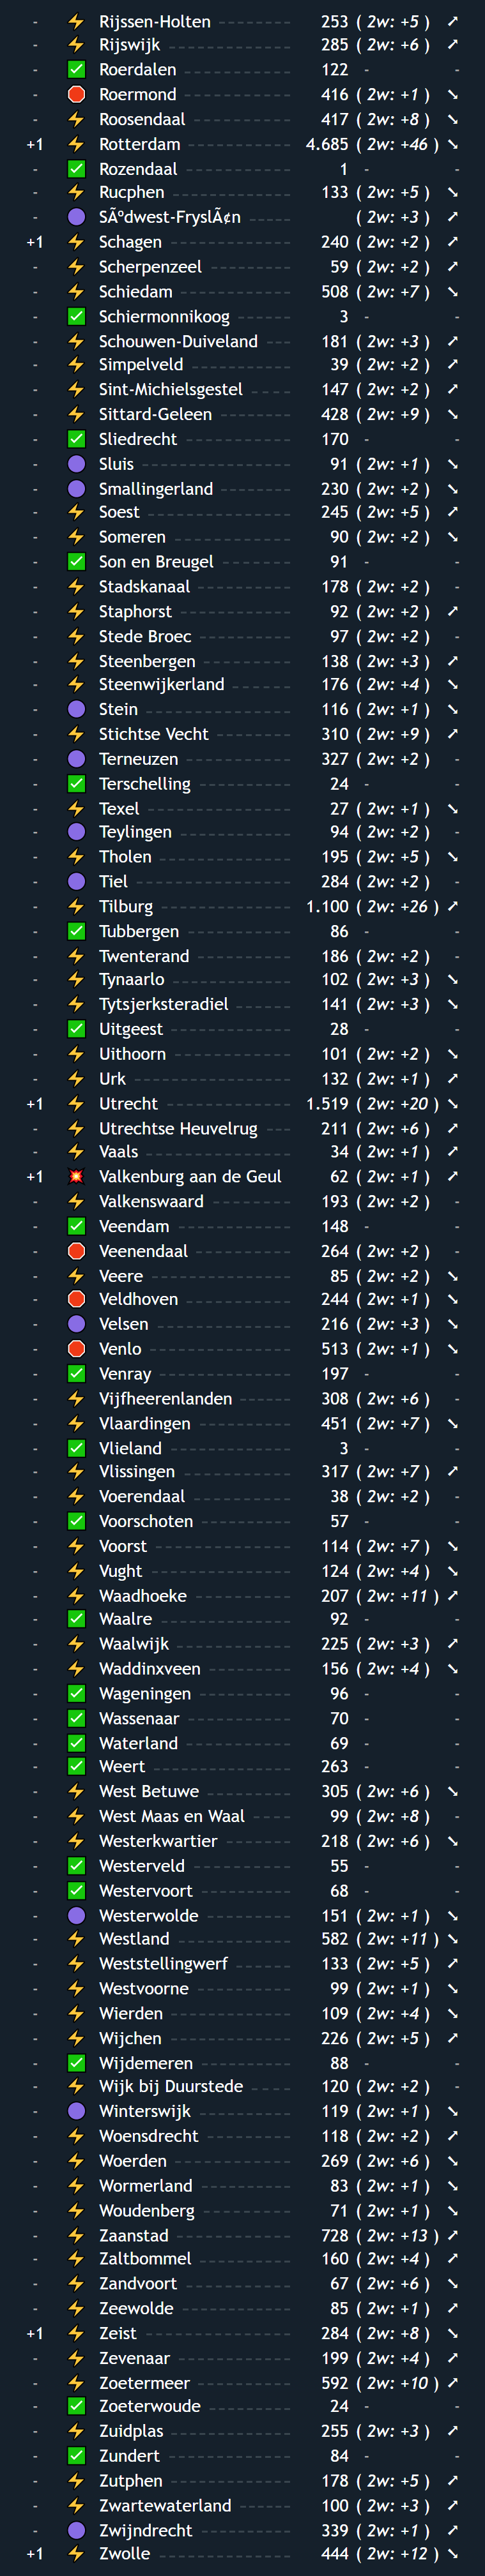 - ⚡ Rijssen-Holten 253 ( 2w: +5 ) ↗
- ⚡ Rijswijk 285 ( 2w: +6 ) ↗
- ✅ Roerdalen 122 - -
- 🛑 Roermond 416 ( 2w: +1 ) ↘
- ⚡ Roosendaal 417 ( 2w: +8 ) ↘
+1 ⚡ Rotterdam 4.685 ( 2w: +46 ) ↘
- ✅ Rozendaal 1 - -
- ⚡ Rucphen 133 ( 2w: +5 ) ↘
- 🟣 SÃºdwest-FryslÃ¢n ( 2w: +3 ) ↗
+1 ⚡ Schagen 240 ( 2w: +2 ) ↗
- ⚡ Scherpenzeel 59 ( 2w: +2 ) ↗
- ⚡ Schiedam 508 ( 2w: +7 ) ↘
- ✅ Schiermonnikoog 3 - -
- ⚡ Schouwen-Duiveland 181 ( 2w: +3 ) ↗
- ⚡ Simpelveld 39 ( 2w: +2 ) ↗
- ⚡ Sint-Michielsgestel 147 ( 2w: +2 ) ↗
- ⚡ Sittard-Geleen 428 ( 2w: +9 ) ↘
- ✅ Sliedrecht 170 - -
- 🟣 Sluis 91 ( 2w: +1 ) ↘
- 🟣 Smallingerland 230 ( 2w: +2 ) ↘
- ⚡ Soest 245 ( 2w: +5 ) ↗
- ⚡ Someren 90 ( 2w: +2 ) ↘
- ✅ Son en Breugel 91 - -
- ⚡ Stadskanaal 178 ( 2w: +2 ) -
- ⚡ Staphorst 92 ( 2w: +2 ) ↗
- ⚡ Stede Broec 97 ( 2w: +2 ) -
- ⚡ Steenbergen 138 ( 2w: +3 ) ↗
- ⚡ Steenwijkerland 176 ( 2w: +4 ) ↘
- 🟣 Stein 116 ( 2w: +1 ) ↘
- ⚡ Stichtse Vecht 310 ( 2w: +9 ) ↗
- 🟣 Terneuzen 327 ( 2w: +2 ) -
- ✅ Terschelling 24 - -
- ⚡ Texel 27 ( 2w: +1 ) ↘
- 🟣 Teylingen 94 ( 2w: +2 ) -
- ⚡ Tholen 195 ( 2w: +5 ) ↘
- 🟣 Tiel 284 ( 2w: +2 ) -
- ⚡ Tilburg 1.100 ( 2w: +26 ) ↗
- ✅ Tubbergen 86 - -
- ⚡ Twenterand 186 ( 2w: +2 ) -
- ⚡ Tynaarlo 102 ( 2w: +3 ) ↘
- ⚡ Tytsjerksteradiel 141 ( 2w: +3 ) ↘
- ✅ Uitgeest 28 - -
- ⚡ Uithoorn 101 ( 2w: +2 ) ↘
- ⚡ Urk 132 ( 2w: +1 ) ↗
+1 ⚡ Utrecht 1.519 ( 2w: +20 ) ↘
- ⚡ Utrechtse Heuvelrug 211 ( 2w: +6 ) ↗
- ⚡ Vaals 34 ( 2w: +1 ) ↗
+1 💥 Valkenburg aan de Geul 62 ( 2w: +1 ) ↗
- ⚡ Valkenswaard 193 ( 2w: +2 ) -
- ✅ Veendam 148 - -
- 🛑 Veenendaal 264 ( 2w: +2 ) -
- ⚡ Veere 85 ( 2w: +2 ) ↘
- 🛑 Veldhoven 244 ( 2w: +1 ) ↘
- 🟣 Velsen 216 ( 2w: +3 ) ↘
- 🛑 Venlo 513 ( 2w: +1 ) ↘
- ✅ Venray 197 - -
- ⚡ Vijfheerenlanden 308 ( 2w: +6 ) -
- ⚡ Vlaardingen 451 ( 2w: +7 ) ↘
- ✅ Vlieland 3 - -
- ⚡ Vlissingen 317 ( 2w: +7 ) ↗
- ⚡ Voerendaal 38 ( 2w: +2 ) -
- ✅ Voorschoten 57 - -
- ⚡ Voorst 114 ( 2w: +7 ) ↘
- ⚡ Vught 124 ( 2w: +4 ) ↘
- ⚡ Waadhoeke 207 ( 2w: +11 ) ↗
- ✅ Waalre 92 - -
- ⚡ Waalwijk 225 ( 2w: +3 ) ↗
- ⚡ Waddinxveen 156 ( 2w: +4 ) ↘
- ✅ Wageningen 96 - -
- ✅ Wassenaar 70 - -
- ✅ Waterland 69 - -
- ✅ Weert 263 - -
- ⚡ West Betuwe 305 ( 2w: +6 ) ↘
- ⚡ West Maas en Waal 99 ( 2w: +8 ) -
- ⚡ Westerkwartier 218 ( 2w: +6 ) ↘
- ✅ Westerveld 55 - -
- ✅ Westervoort 68 - -
- 🟣 Westerwolde 151 ( 2w: +1 ) ↘
- ⚡ Westland 582 ( 2w: +11 ) ↘
- ⚡ Weststellingwerf 133 ( 2w: +5 ) ↗
- ⚡ Westvoorne 99 ( 2w: +1 ) ↘
- ⚡ Wierden 109 ( 2w: +4 ) ↘
- ⚡ Wijchen 226 ( 2w: +5 ) ↗
- ✅ Wijdemeren 88 - -
- ⚡ Wijk bij Duurstede 120 ( 2w: +2 ) -
- 🟣 Winterswijk 119 ( 2w: +1 ) ↘
- ⚡ Woensdrecht 118 ( 2w: +2 ) ↗
- ⚡ Woerden 269 ( 2w: +6 ) ↘
- ⚡ Wormerland 83 ( 2w: +1 ) ↘
- ⚡ Woudenberg 71 ( 2w: +1 ) ↘
- ⚡ Zaanstad 728 ( 2w: +13 ) ↗
- ⚡ Zaltbommel 160 ( 2w: +4 ) ↗
- ⚡ Zandvoort 67 ( 2w: +6 ) ↘
- ⚡ Zeewolde 85 ( 2w: +1 ) ↗
+1 ⚡ Zeist 284 ( 2w: +8 ) ↘
- ⚡ Zevenaar 199 ( 2w: +4 ) ↗
- ⚡ Zoetermeer 592 ( 2w: +10 ) ↗
- ✅ Zoeterwoude 24 - -
- ⚡ Zuidplas 255 ( 2w: +3 ) ↗
- ✅ Zundert 84 - -
- ⚡ Zutphen 178 ( 2w: +5 ) ↗
- ⚡ Zwartewaterland 100 ( 2w: +3 ) ↗
- 🟣 Zwijndrecht 339 ( 2w: +1 ) ↗
+1 ⚡ Zwolle 444 ( 2w: +12 ) ↘